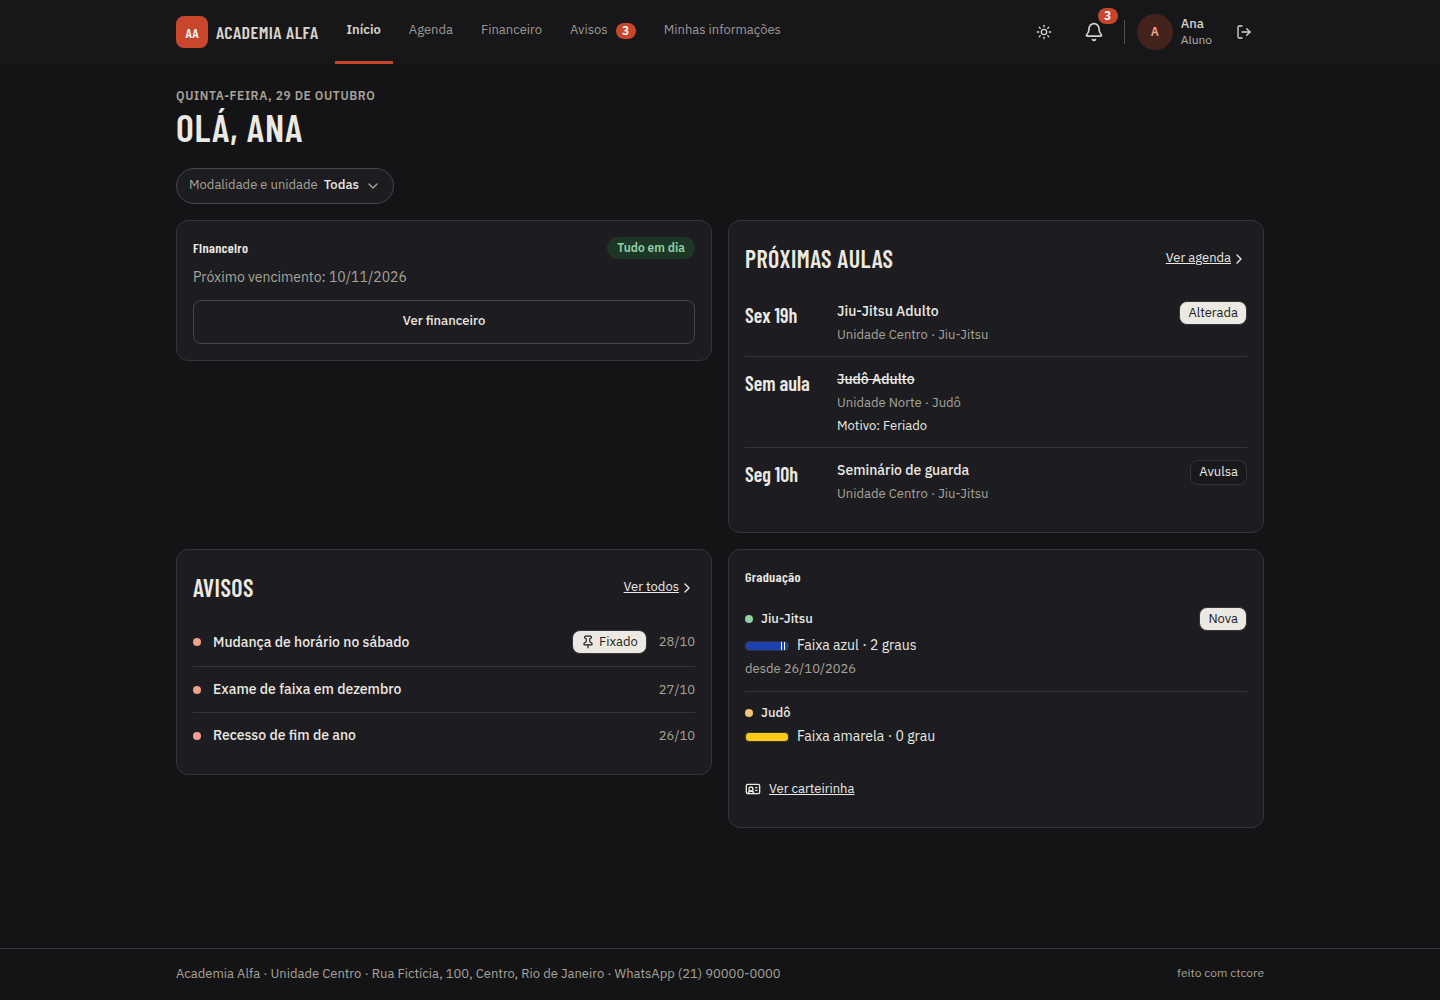 AA ACADEMIA ALFA Início Agenda Financeiro Avisos 3 Minhas informações 3 A Ana
Aluno
QUINTA-FEIRA, 29 DE OUTUBRO
OLÁ, ANA
Modalidade e unidade Todas
Financeiro Tudo em dia
Próximo vencimento: 10/11/2026
Ver financeiro
PRÓXIMAS AULAS Ver agenda
Sex 19h Jiu-Jitsu Adulto Alterada
Unidade Centro · Jiu-Jitsu
Sem aula Judô Adulto
Unidade Norte · Judô
Motivo: Feriado
Seg 10h Seminário de guarda Avulsa
Unidade Centro · Jiu-Jitsu
AVISOS Ver todos
Mudança de horário no sábado Fixado 28/10
Exame de faixa em dezembro 27/10
Recesso de fim de ano 26/10
Graduação
Jiu-Jitsu Nova
Faixa azul · 2 graus
desde 26/10/2026
Judô
Faixa amarela · 0 grau
Ver carteirinha
Academia Alfa · Unidade Centro · Rua Fictícia, 100, Centro, Rio de Janeiro · WhatsApp (21) 90000-0000 feito com ctcore